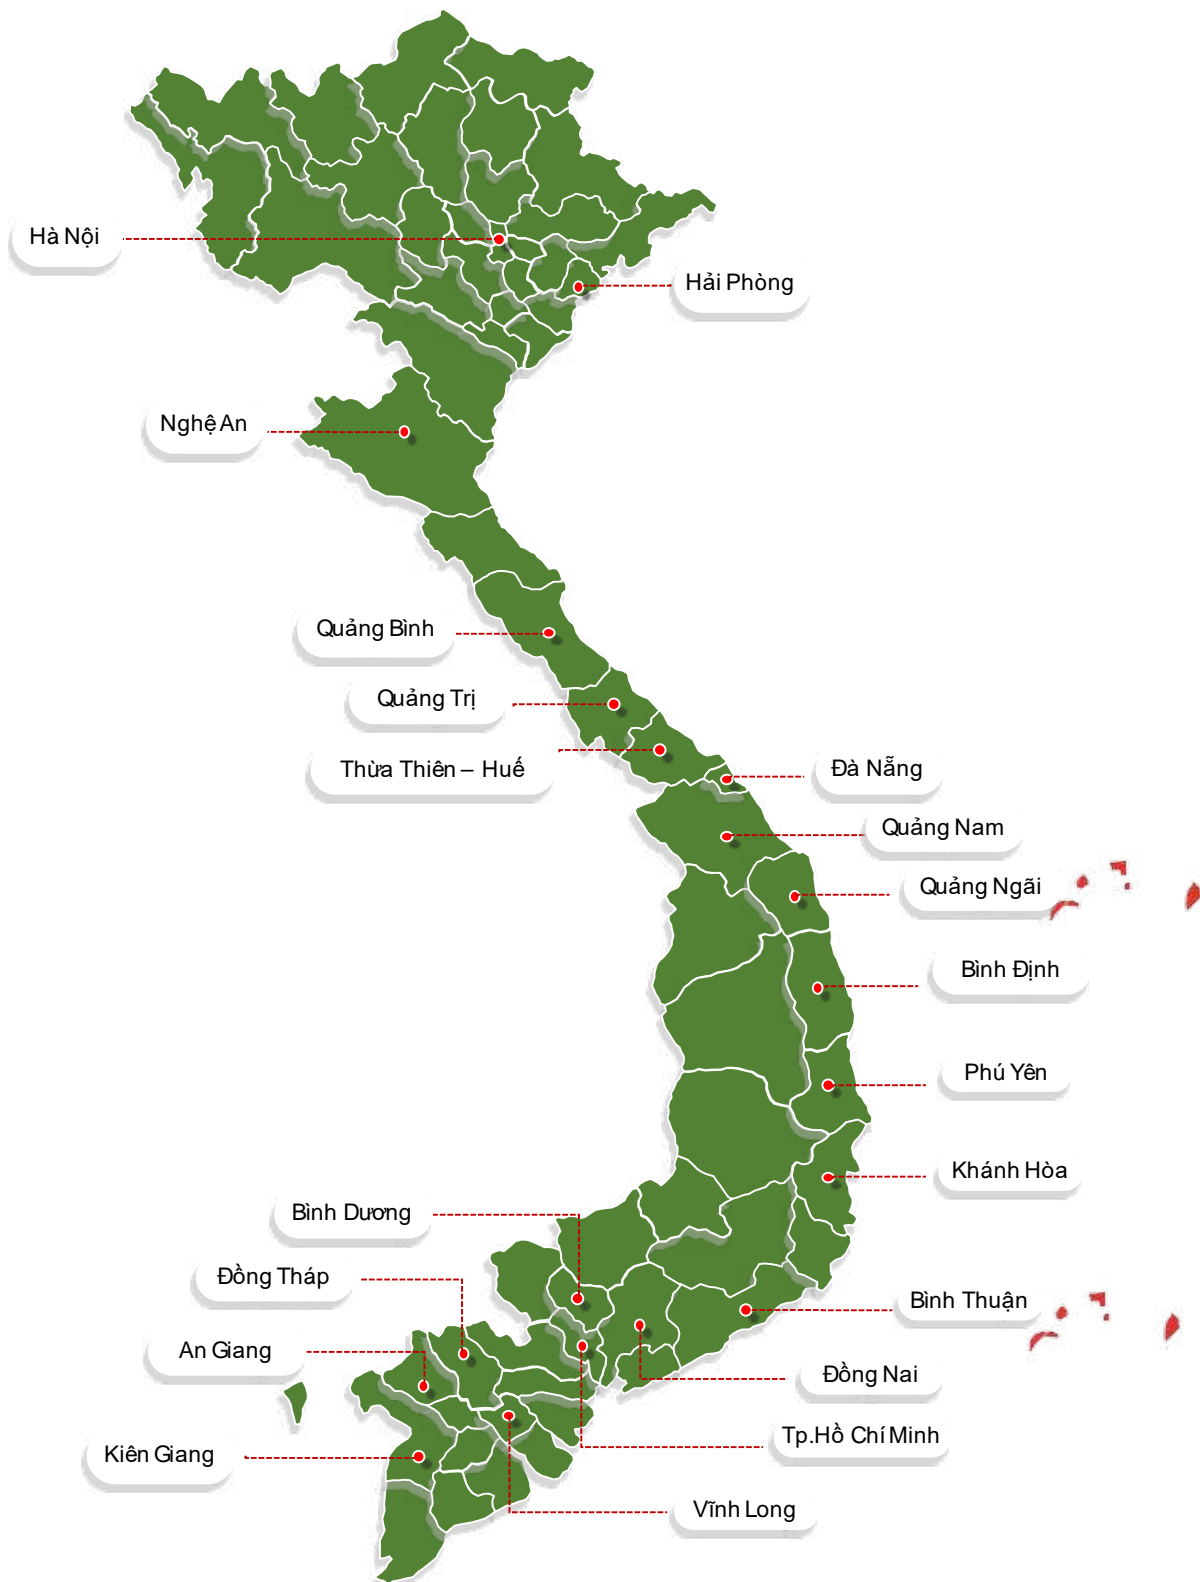 Hà Nội
Hải Phòng
Nghệ An
Quảng Bình
Quảng Trị
Thừa Thiên – Huế
Đà Nẵng
Quảng Nam
Quảng Ngãi
Bình Định
Phú Yên
Khánh Hòa
Bình Dương
Đồng Tháp
Bình Thuận
An Giang
Đồng Nai
Tp.Hồ Chí Minh
Kiên Giang
Vĩnh Long